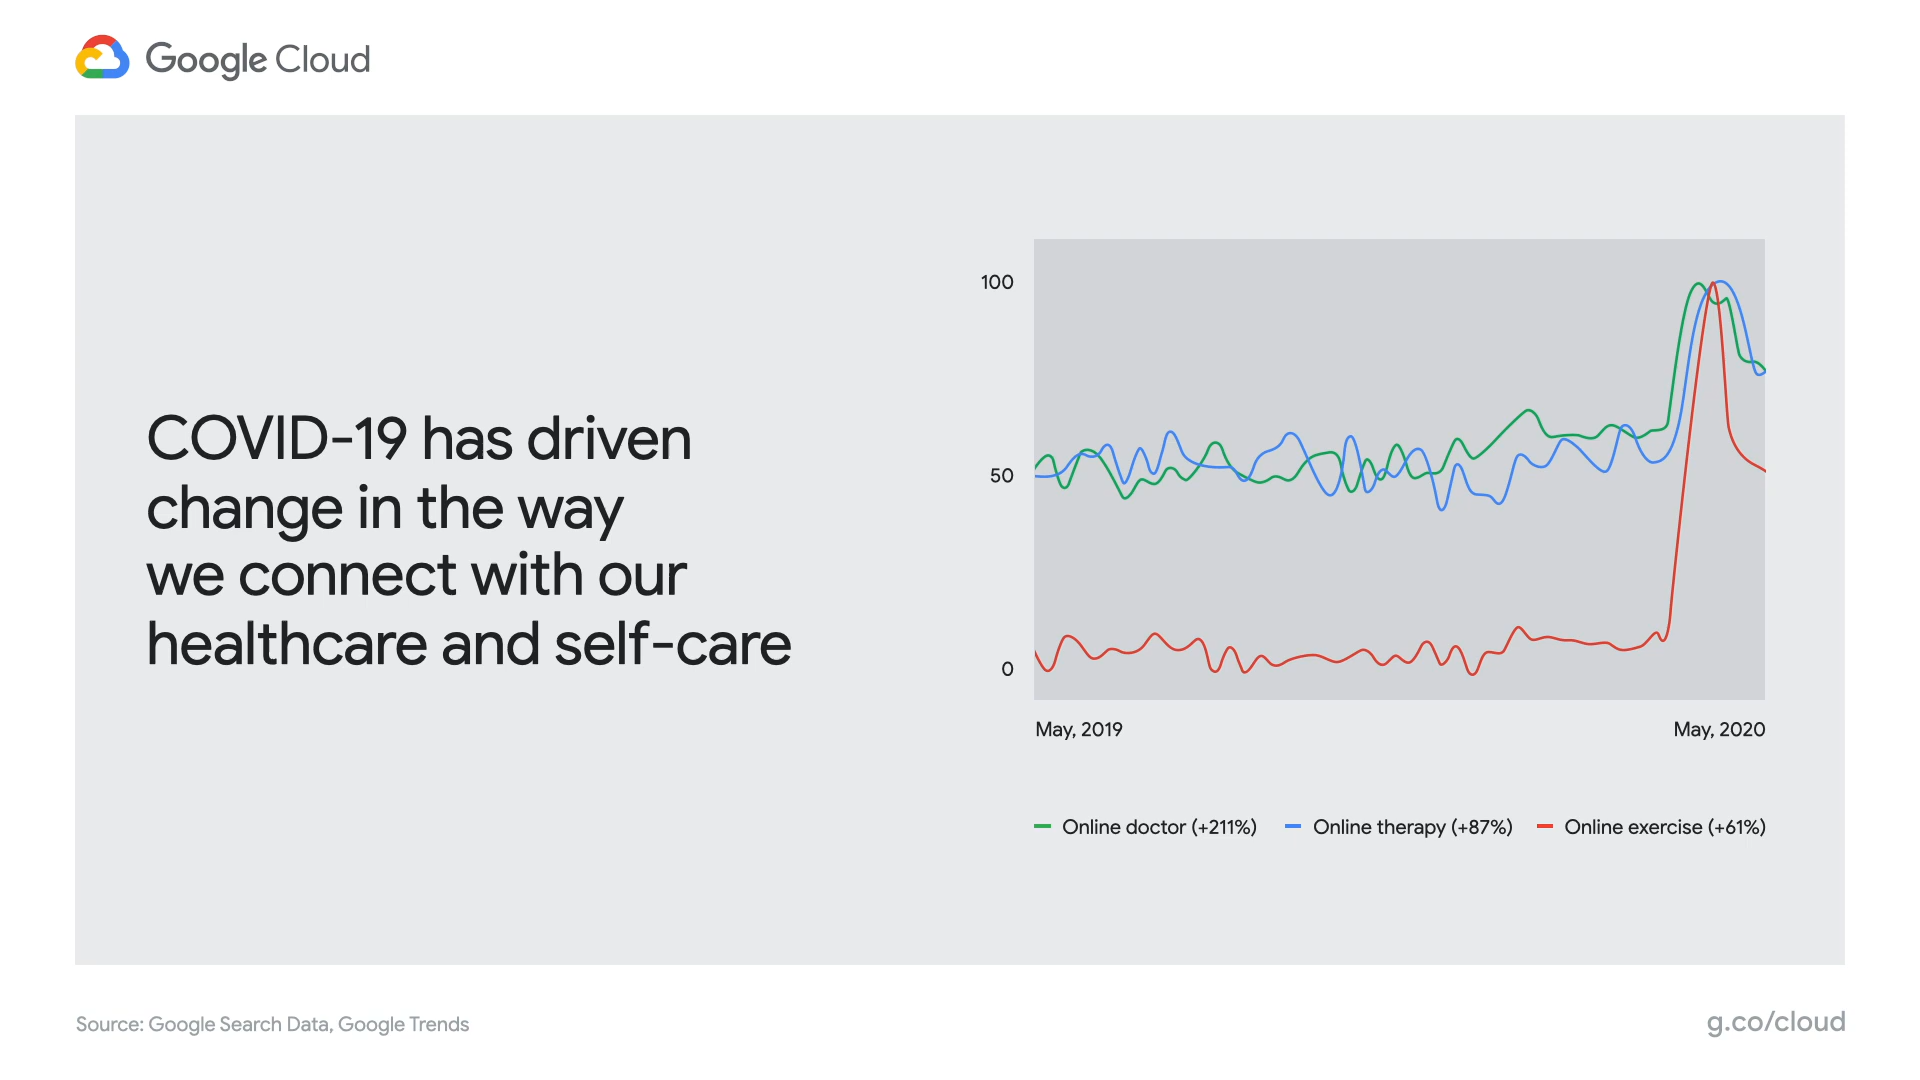 Google Cloud
COVID-19 has driven
change in the way
we connect with our
healthcare and self-care
100
50
0
May, 2019
May, 2020
Online doctor (+211%)
Online therapy (+87%)
Online exercise (+61%)
Source: Google Search Data, Google Trends
g.co/cloud